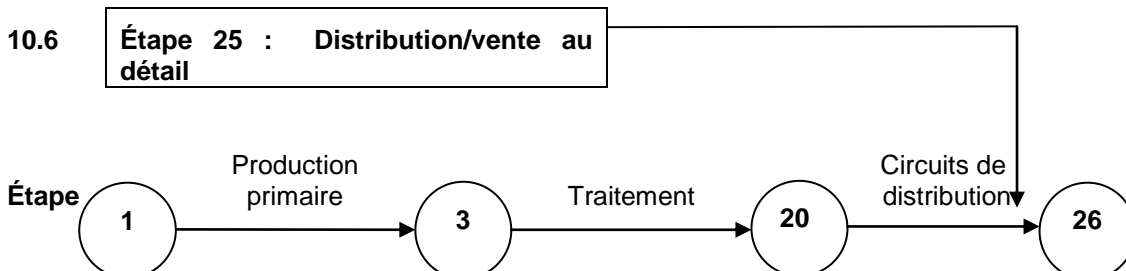 10.6 Étape 25 : Distribution/vente au
détail
Production
primaire
Traitement
Circuits de
distribution
Étape
1
3
20
26